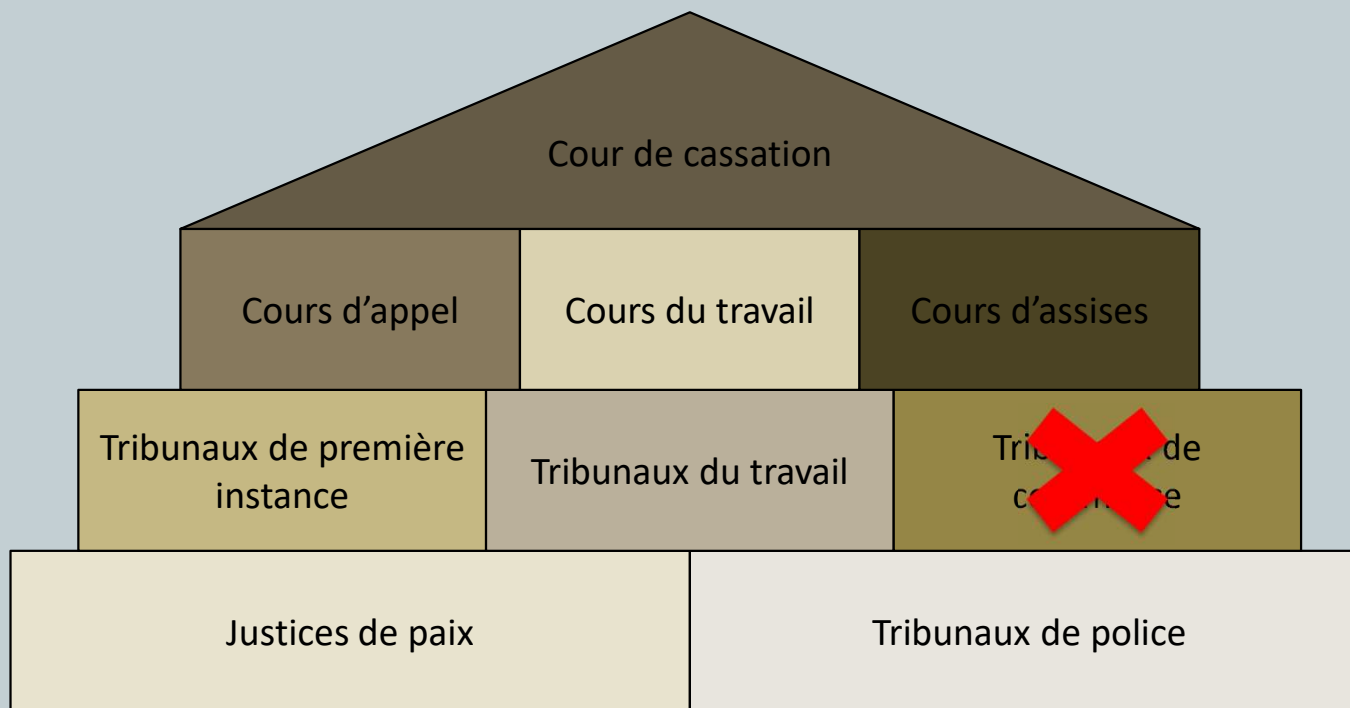 Cour de cassation
Cours d’appel
Cours du travail
Cours d’assises
Tribunaux de première
instance
Tribunaux du travail
de
Justices de paix
Tribunaux de police